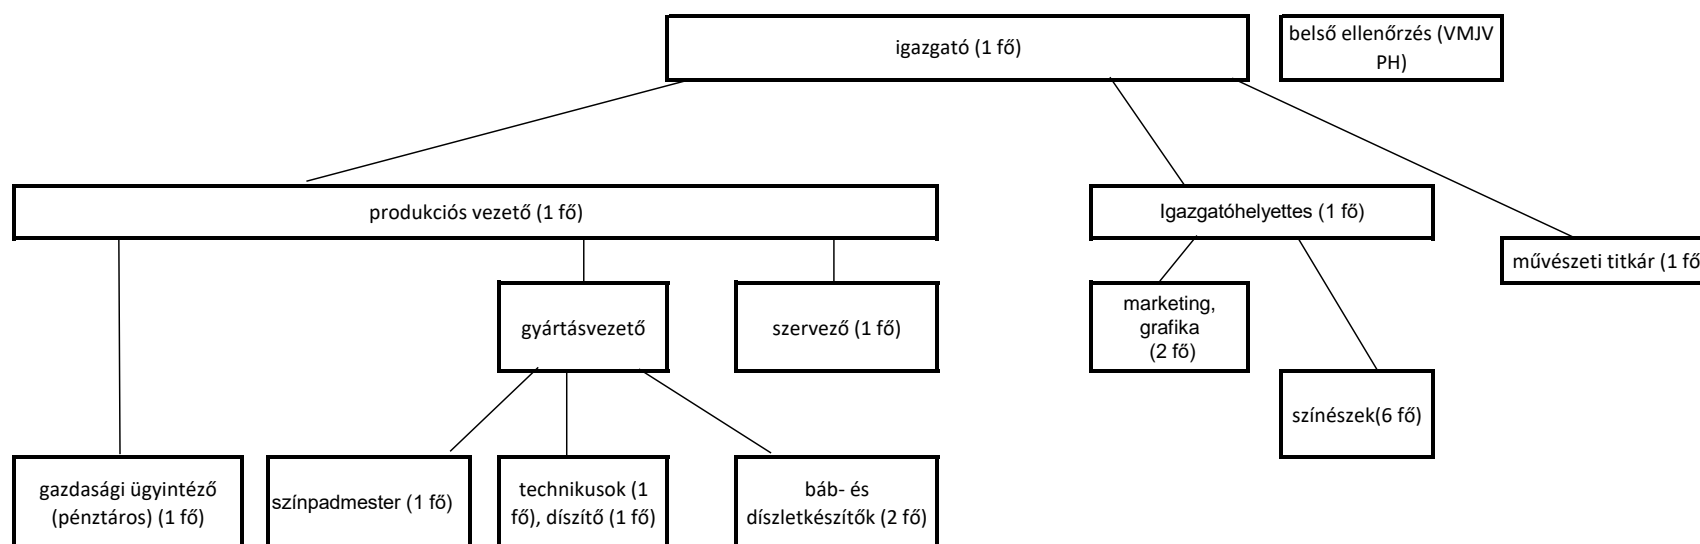 igazgató (1 fő)
belső ellenőrzés (VMJV
PH)
produkciós vezető (1 fő)
Igazgatóhelyettes (1 fő)
művészeti titkár (1 fő
gyártásvezető
szervező (1 fő)
marketing,
grafika
(2 fő)
színészek(6 fő)
gazdasági ügyintéző
(pénztáros) (1 fő)
színpadmester (1 fő)
technikusok (1
fő), díszítő (1 fő)
báb- és
díszletkészítők (2 fő)